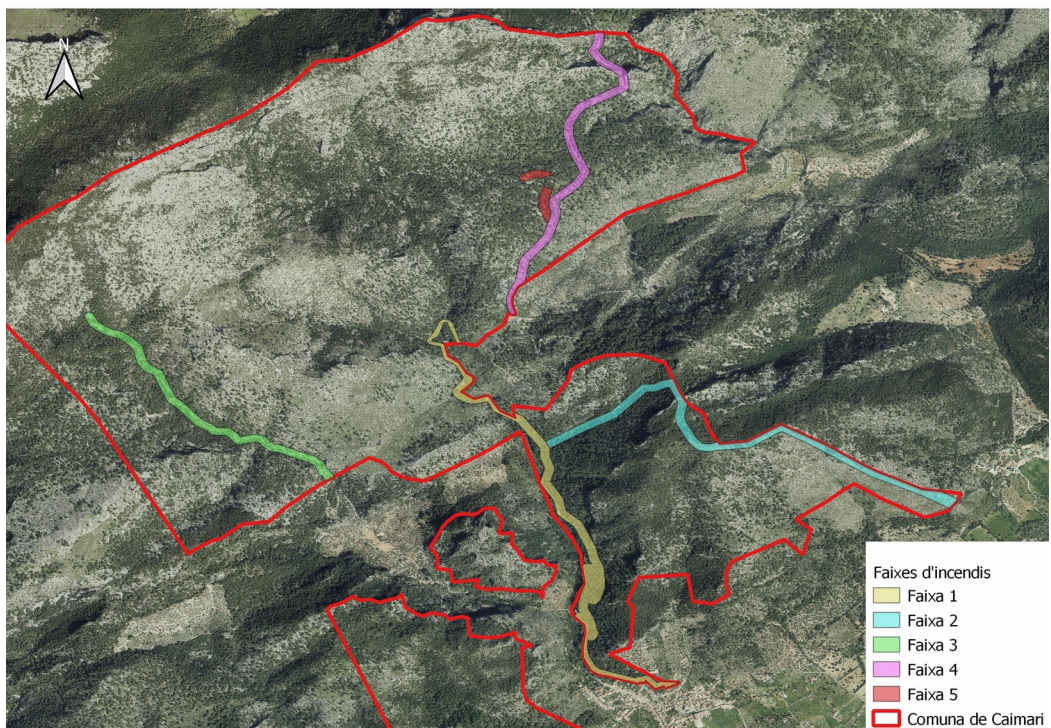 N
Faixes d'incendis
Faixa 1
Faixa 2
Faixa 3
Faixa 4
Faixa 5
Comuna de Caimari